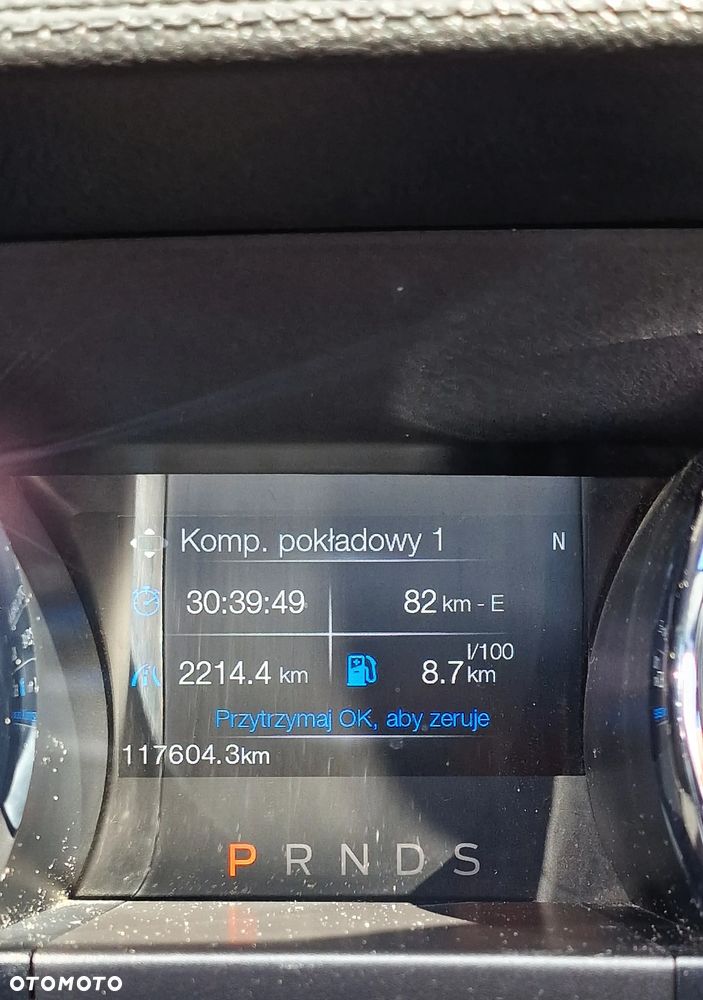 Komp. pokładowy 1 N
30:39:49 82 km - E
2214.4 km 8.7 l/100 km
Przytrzymaj OK, aby zeruje
117604.3km
P R N D S
OTOMOTO